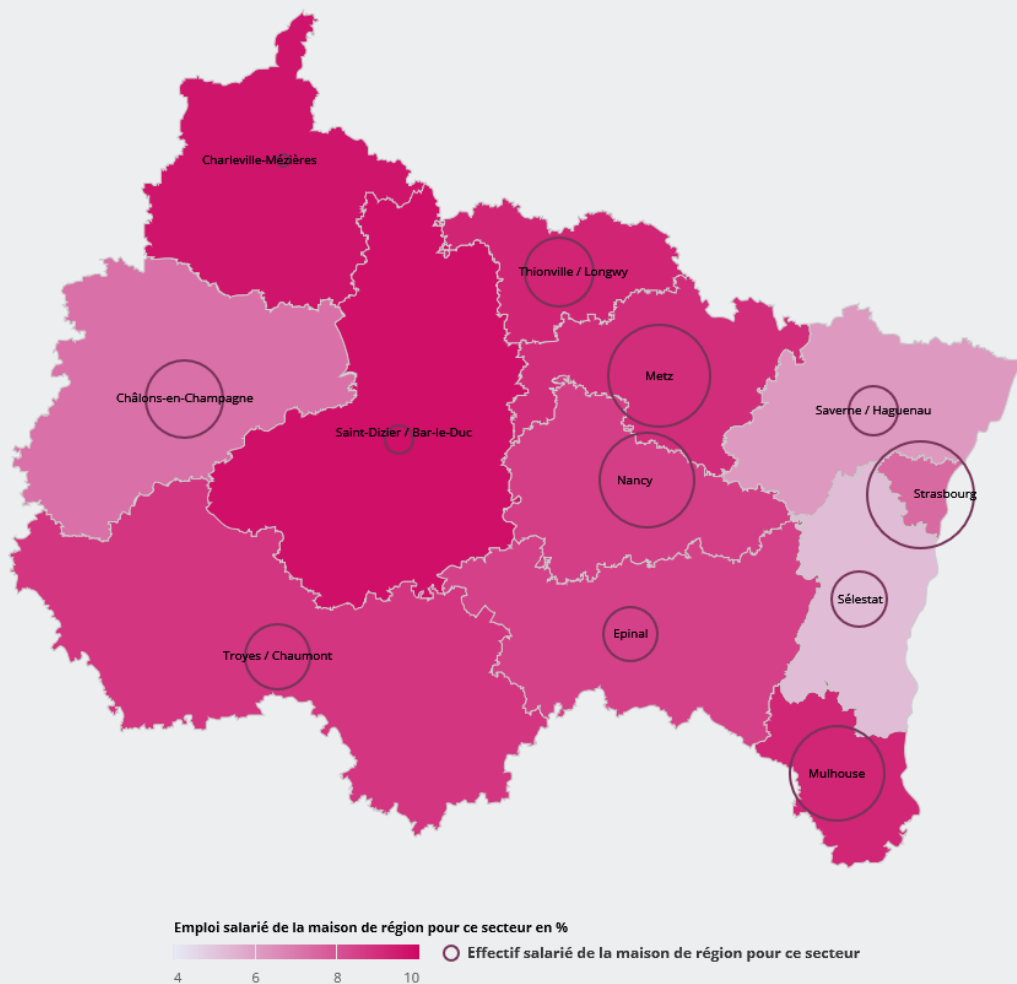 Charleville-Mézières
Thionville / Longwy
Metz
Châlons-en-Champagne
Saverne / Haguenau
Saint-Dizier / Bar-le-Duc
Nancy
Strasbourg
Sélestat
Epinal
Troyes / Chaumont
Mulhouse
Emploi salarié de la maison de région pour ce secteur en %
Effectif salarié de la maison de région pour ce secteur
4 6 8 10